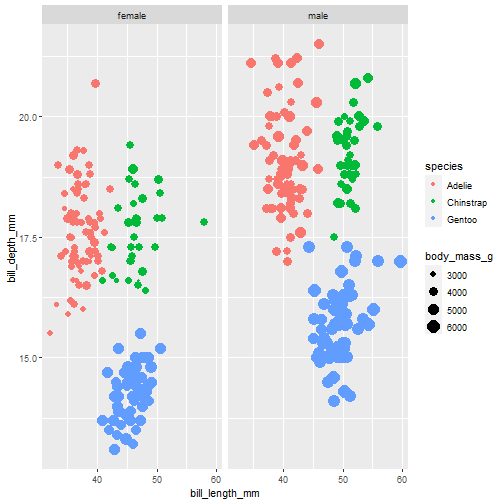 female male
20.0
17.5
15.0
bill_depth_mm
40 50 60 40 50 60
bill_length_mm
species
Adelie
Chinstrap
Gentoo
body_mass_g
3000
4000
5000
6000